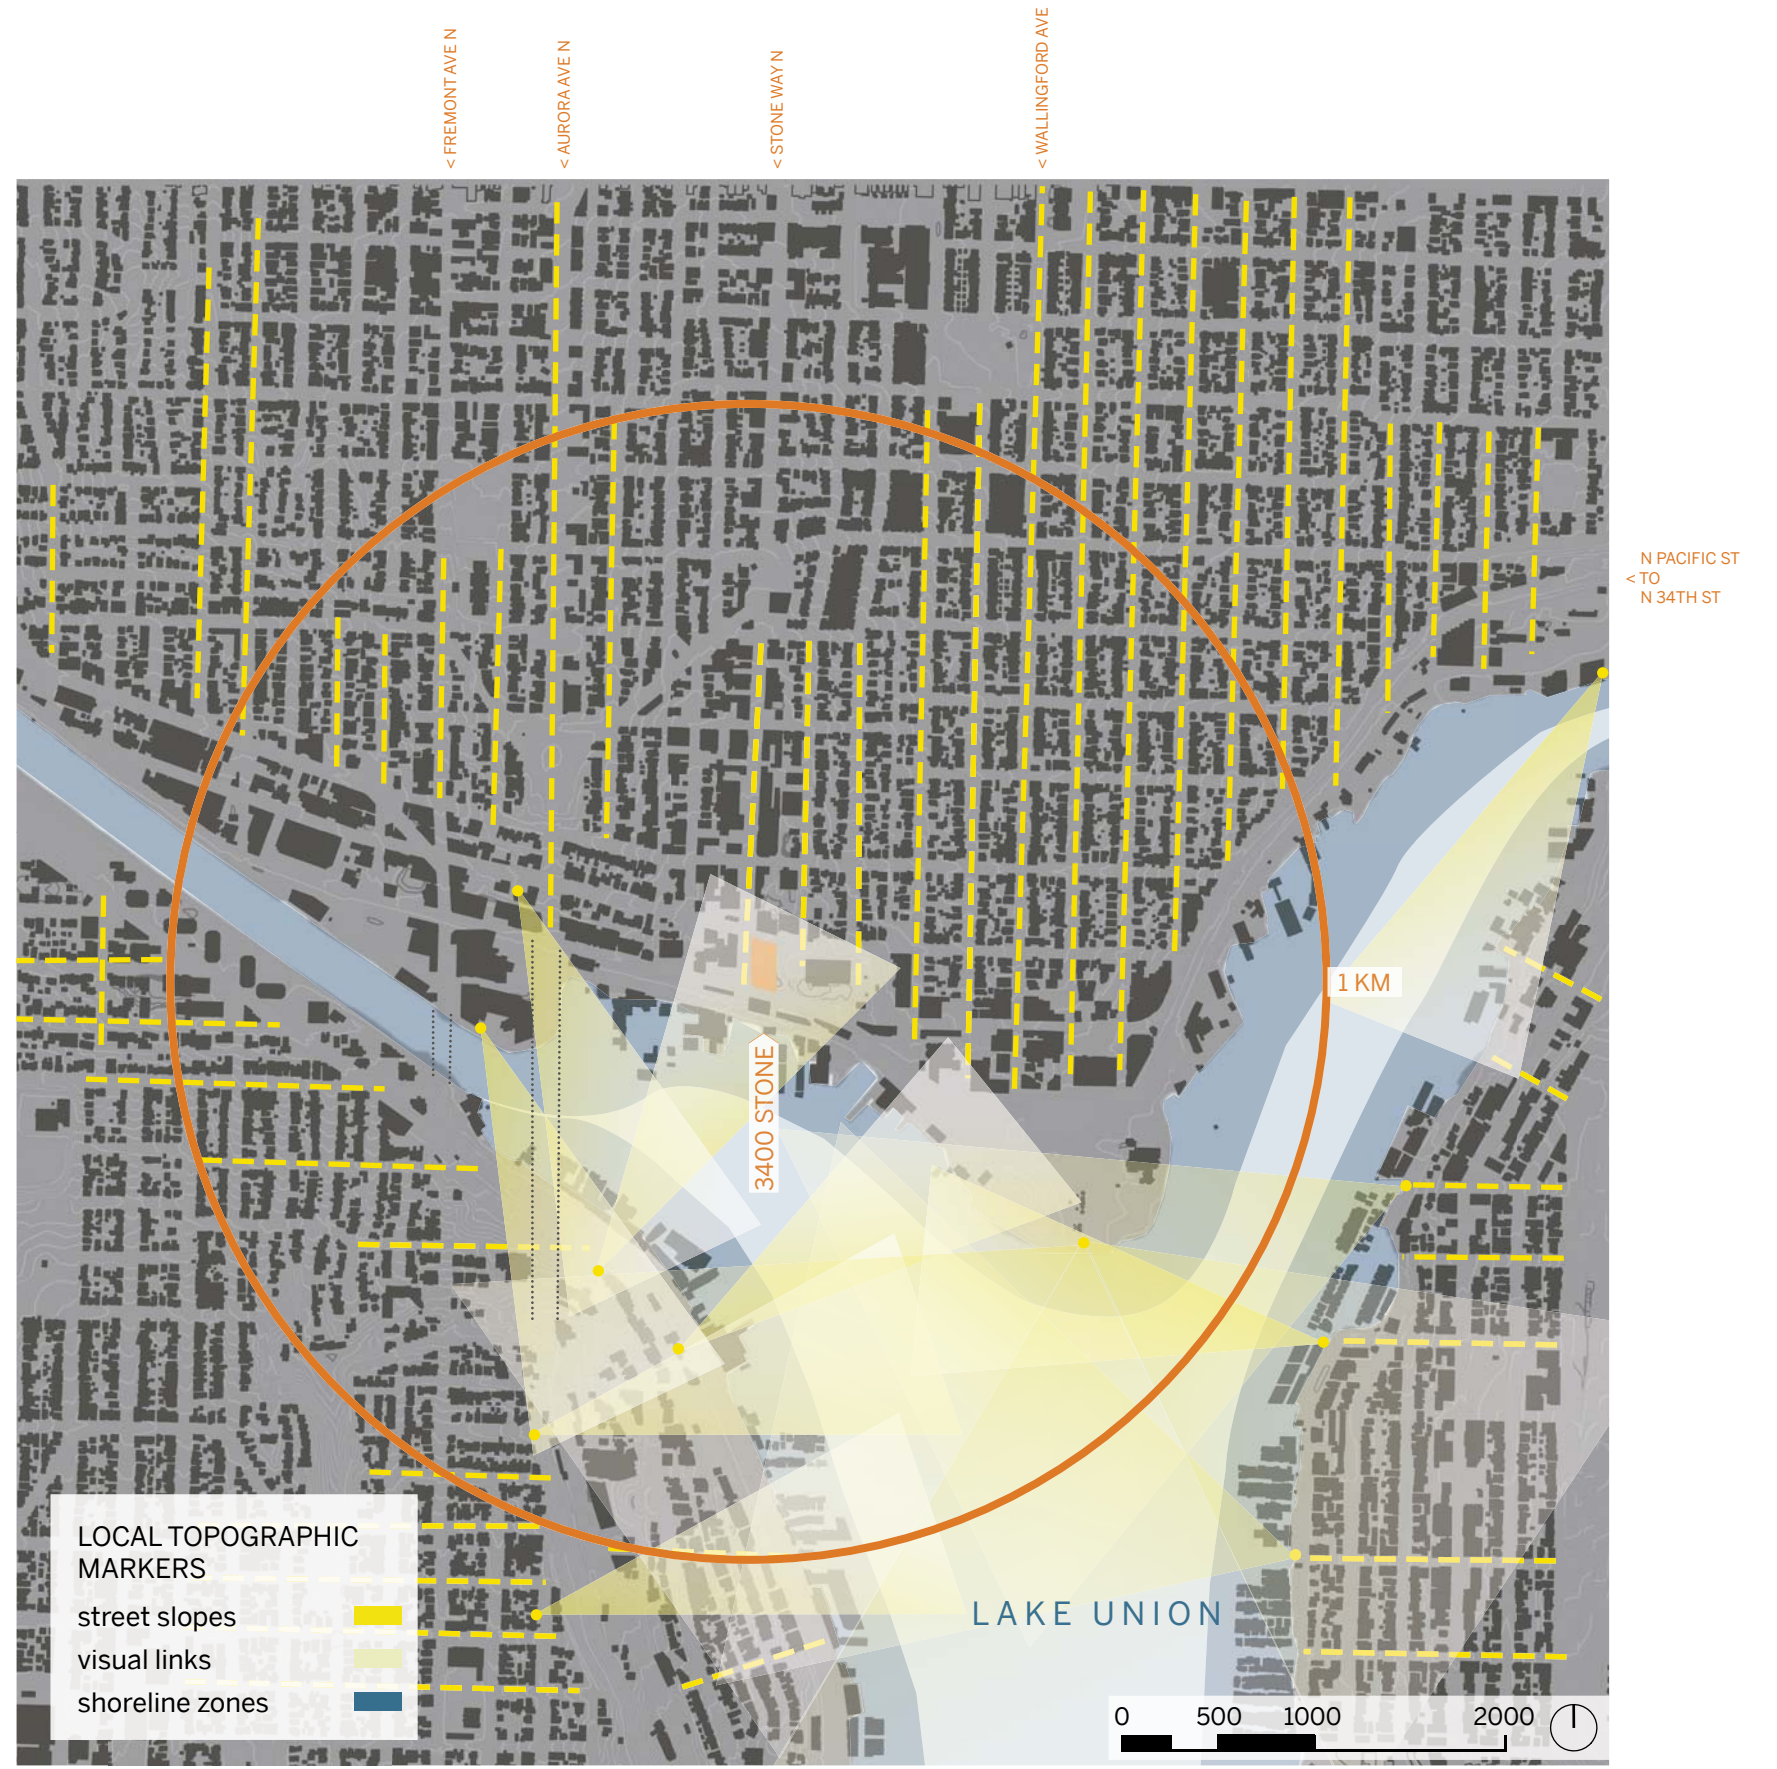 < FREMONT AVE N
< AURORA AVE N
< STONE WAY N
< WALLINGFORD AVE
N PACIFIC ST
< TO
N 34TH ST
1 KM
3400 STONE
LOCAL TOPOGRAPHIC
MARKERS
street slopes
visual links
shoreline zones
LAKE UNION
0 500 1000 2000